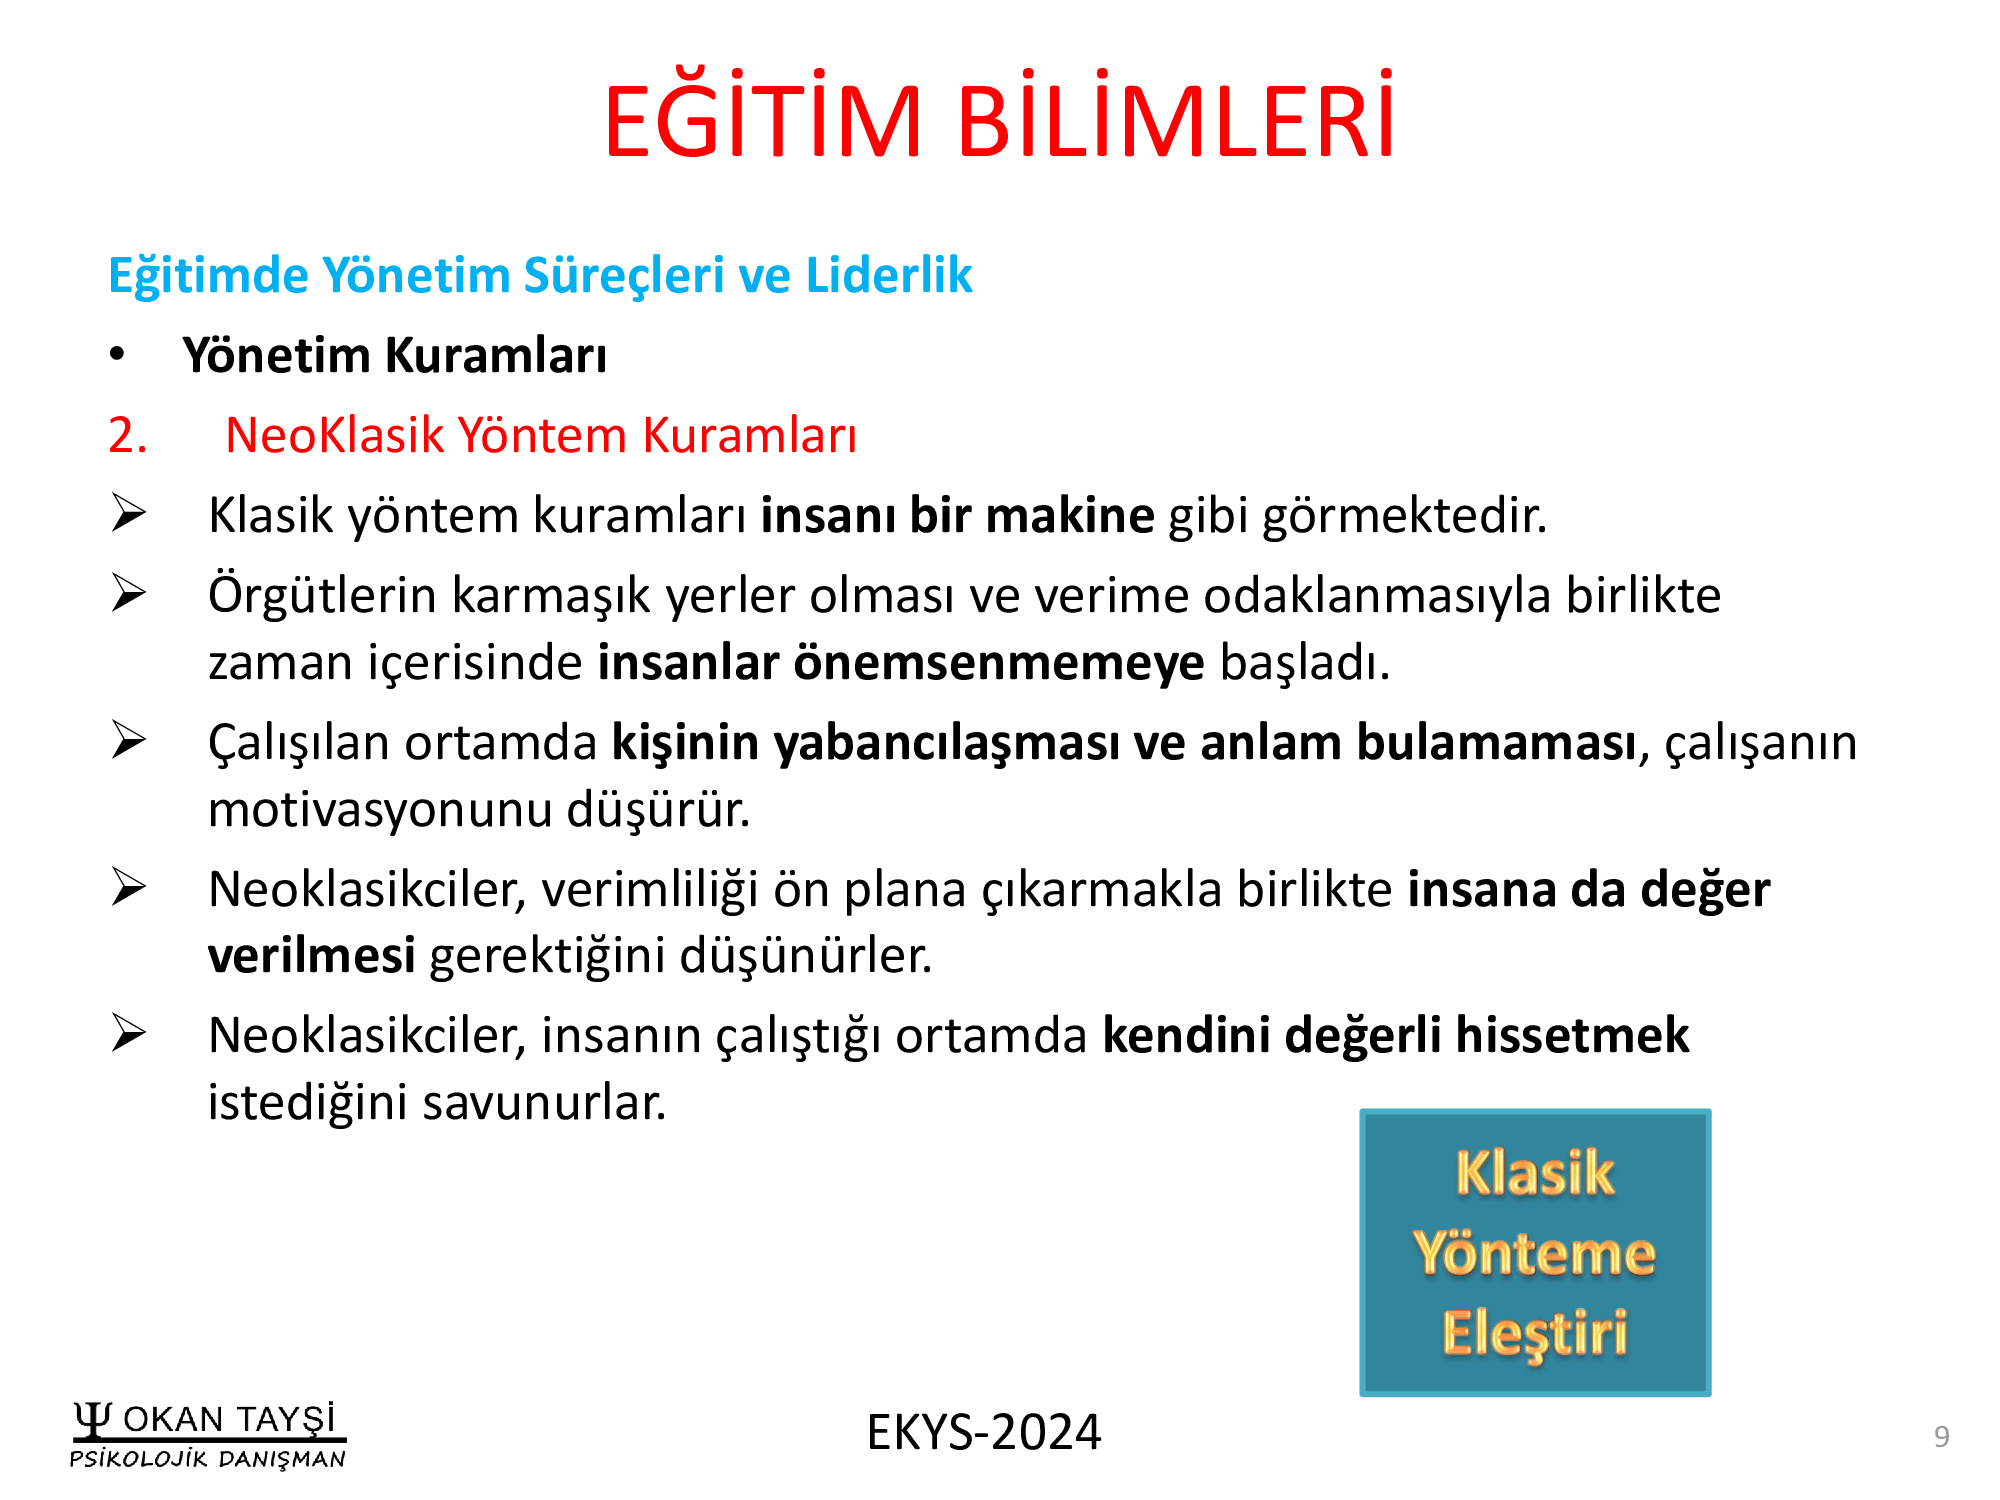 EĞİTİM BİLİMLERİ
Eğitimde Yönetim Süreçleri ve Liderlik
• Yönetim Kuramları
2. NeoKlasik Yöntem Kuramları
➢ Klasik yöntem kuramları insanı bir makine gibi görmektedir.
➢ Örgütlerin karmaşık yerler olması ve verime odaklanmasıyla birlikte
zaman içerisinde insanlar önemsenmemeye başladı.
➢ Çalışılan ortamda kişinin yabancılaşması ve anlam bulamaması, çalışanın
motivasyonunu düşürür.
➢ Neoklasikciler, verimliliği ön plana çıkarmakla birlikte insana da değer
verilmesi gerektiğini düşünürler.
➢ Neoklasikciler, insanın çalıştığı ortamda kendini değerli hissetmek
istediğini savunurlar.
Klasik
Yönteme
Eleştiri
Ψ OKAN TAYŞİ
PSİKOLOJİK DANIŞMAN
EKYS-2024
9